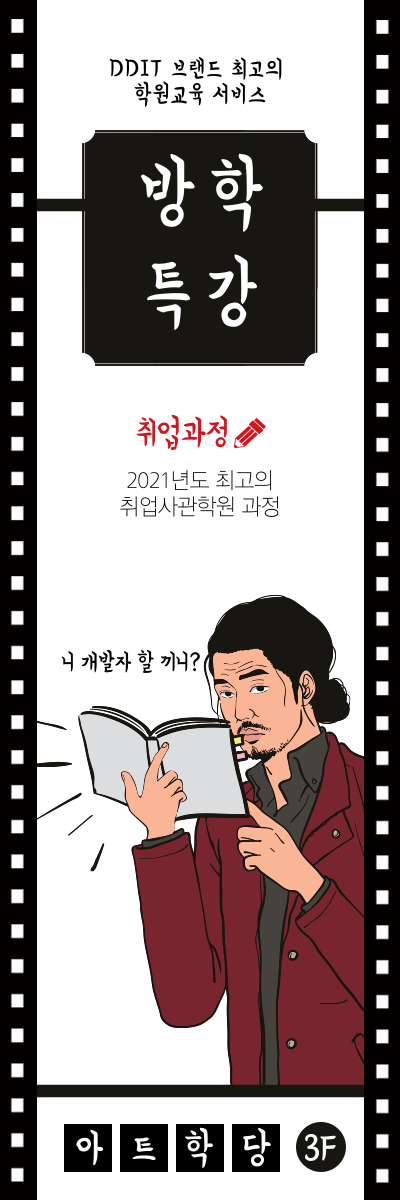 DDIT 브랜드 최고의
학원교육 서비스
방학
특강
취업과정
2021년도 최고의
취업사관학원 과정
니 개발자 할 끼니?
아트학당 3F